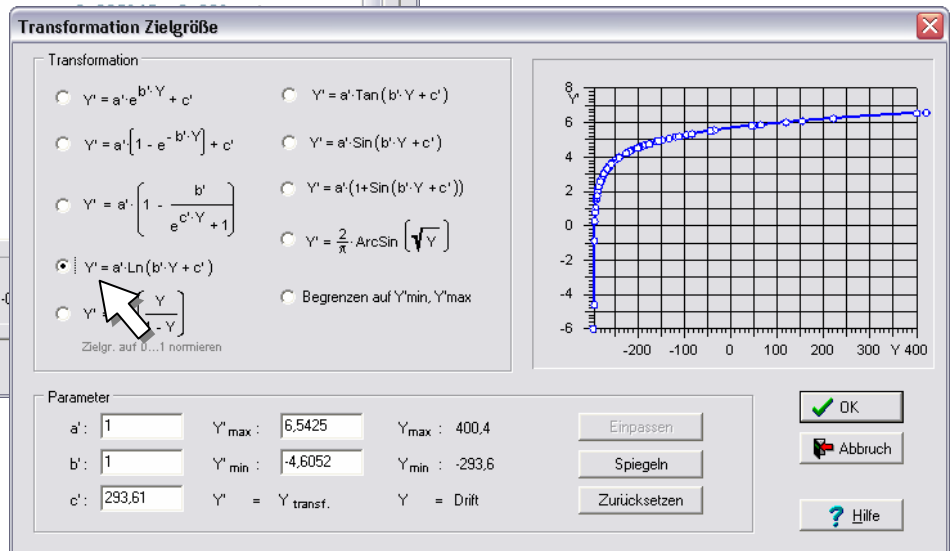 Transformation Zielgröße
Transformation
Y' = a'·e^b'·Y + c'
Y' = a'·[1 - e^-b'·Y] + c'
Y' = a'·(1 - b' / (e^c'·Y + 1))
Y' = a'·Ln(b'·Y + c')
Y' = Y / - Y
Zielgr. auf 0...1 normieren
Y' = a'·Tan(b'·Y + c')
Y' = a'·Sin(b'·Y + c')
Y' = a'·(1+Sin(b'·Y + c'))
Y' = 2/π · ArcSin(√Y)
Begrenzen auf Y'min, Y'max
8
Y'
6
4
2
0
-2
-4
-6
-200 -100 0 100 200 300 Y 400
Parameter
a': 1 Y'max : 6,5425 Ymax : 400,4 Einpassen
b': 1 Y'min : -4,6052 Ymin : -293,6 Spiegeln
c': 293,61 Y' = Y transf. Y = Drift Zurücksetzen
OK
Abbruch
Hilfe